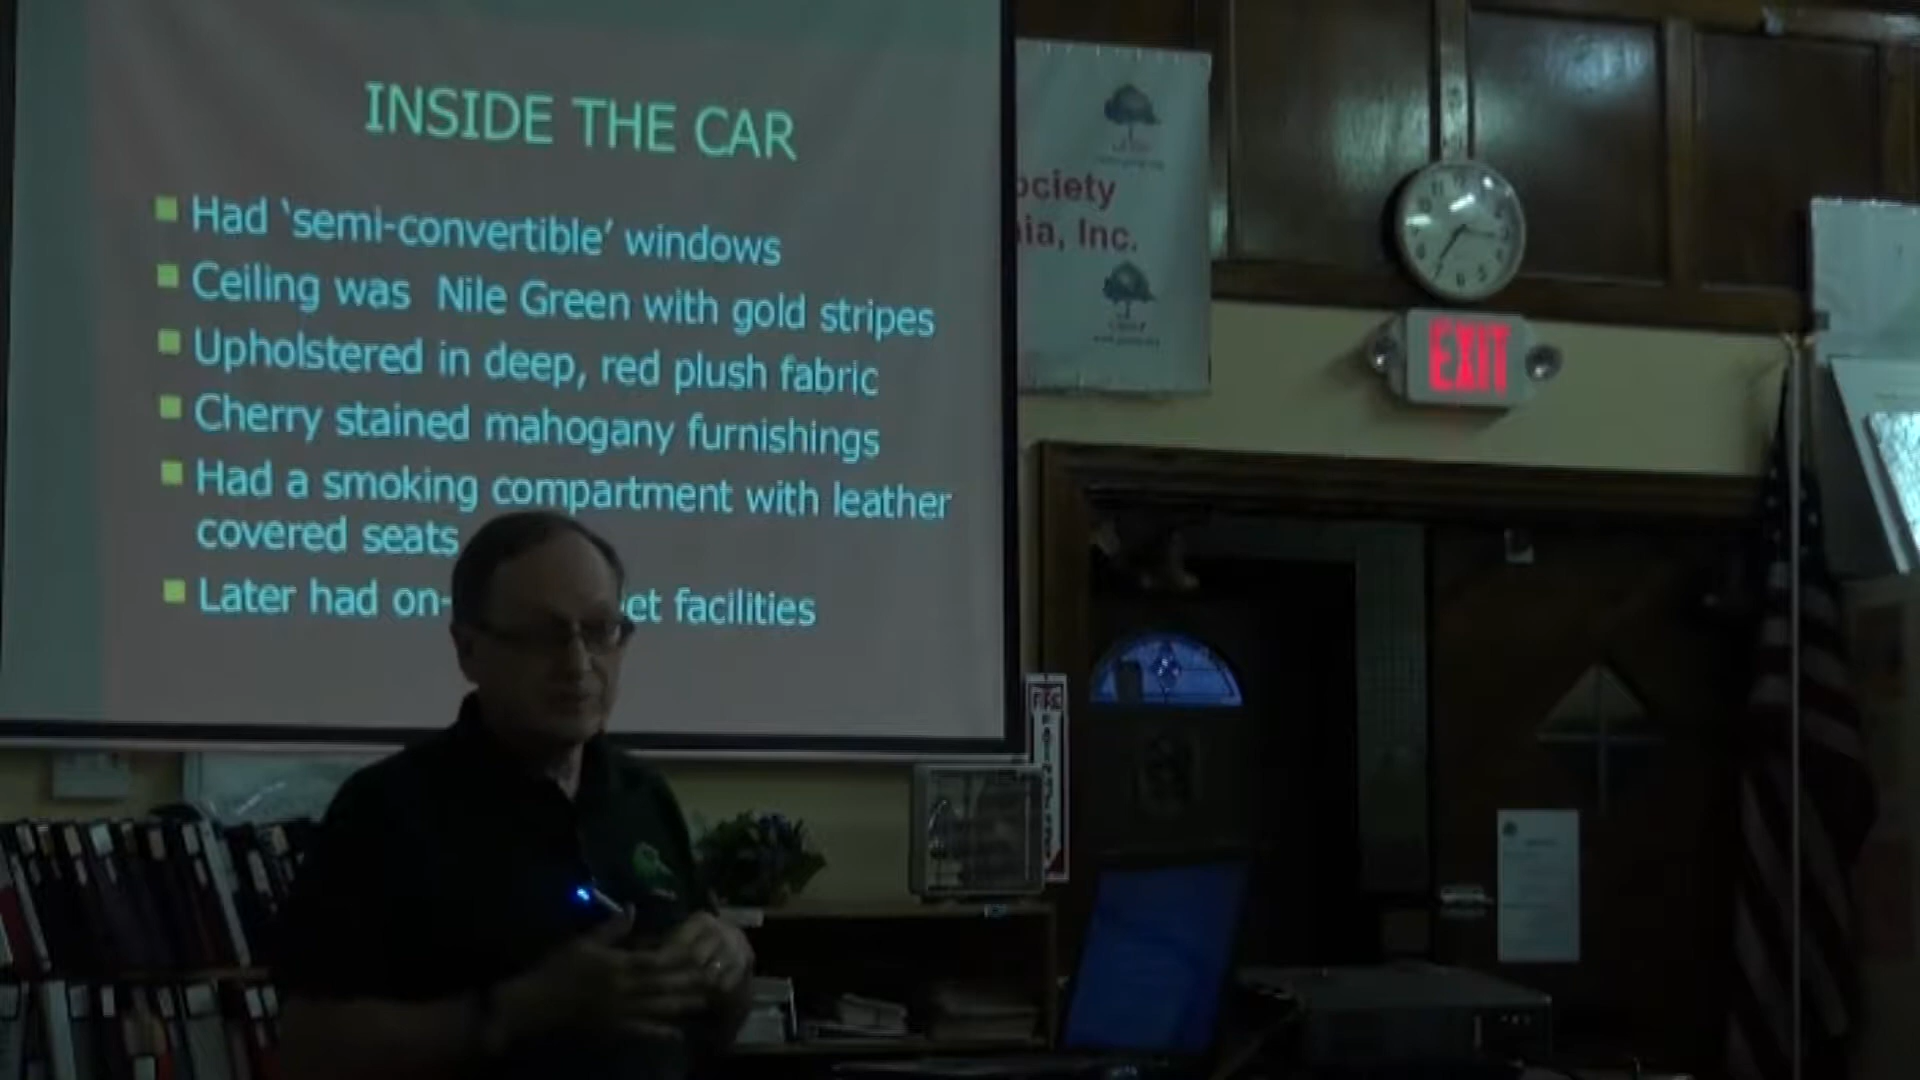 INSIDE THE CAR
Had ‘semi-convertible’ windows
Ceiling was Nile Green with gold stripes
Upholstered in deep, red plush fabric
Cherry stained mahogany furnishings
Had a smoking compartment with leather
covered seats
Later had on- et facilities
ociety
ia, Inc.
EXIT
FIRE